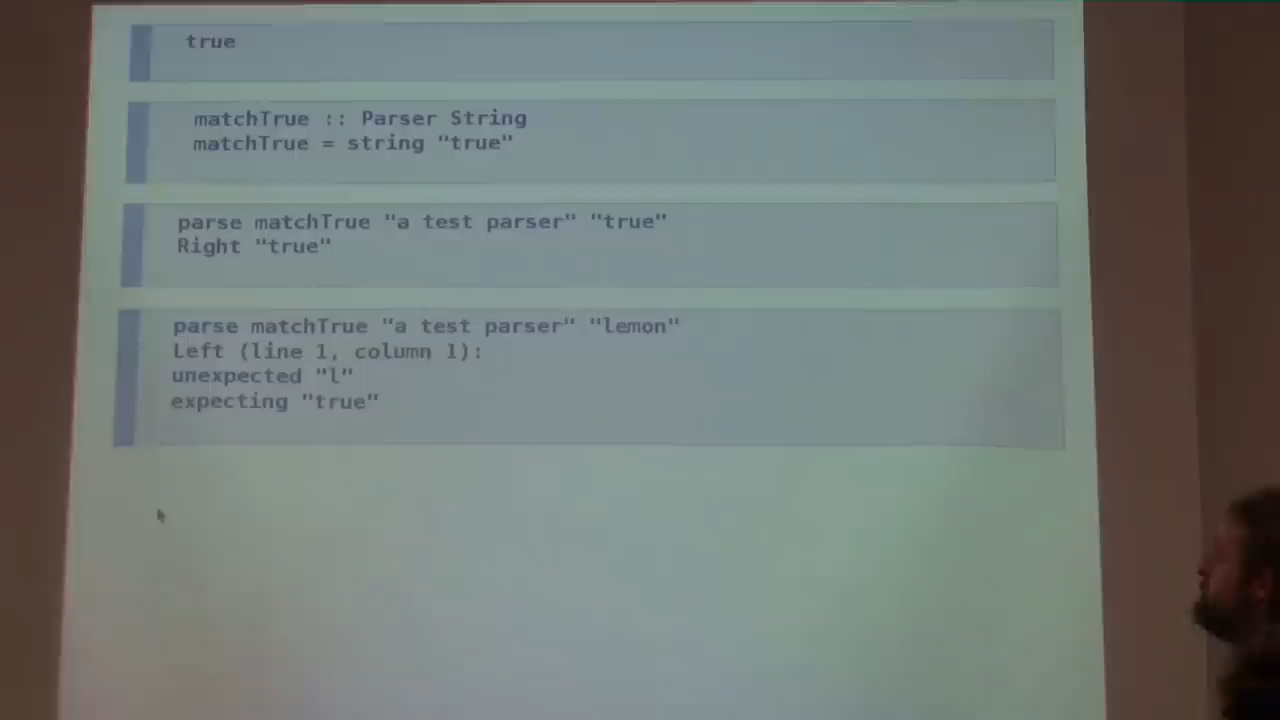 true
matchTrue :: Parser String
matchTrue = string "true"
parse matchTrue "a test parser" "true"
Right "true"
parse matchTrue "a test parser" "lemon"
Left (line 1, column 1):
unexpected "l"
expecting "true"